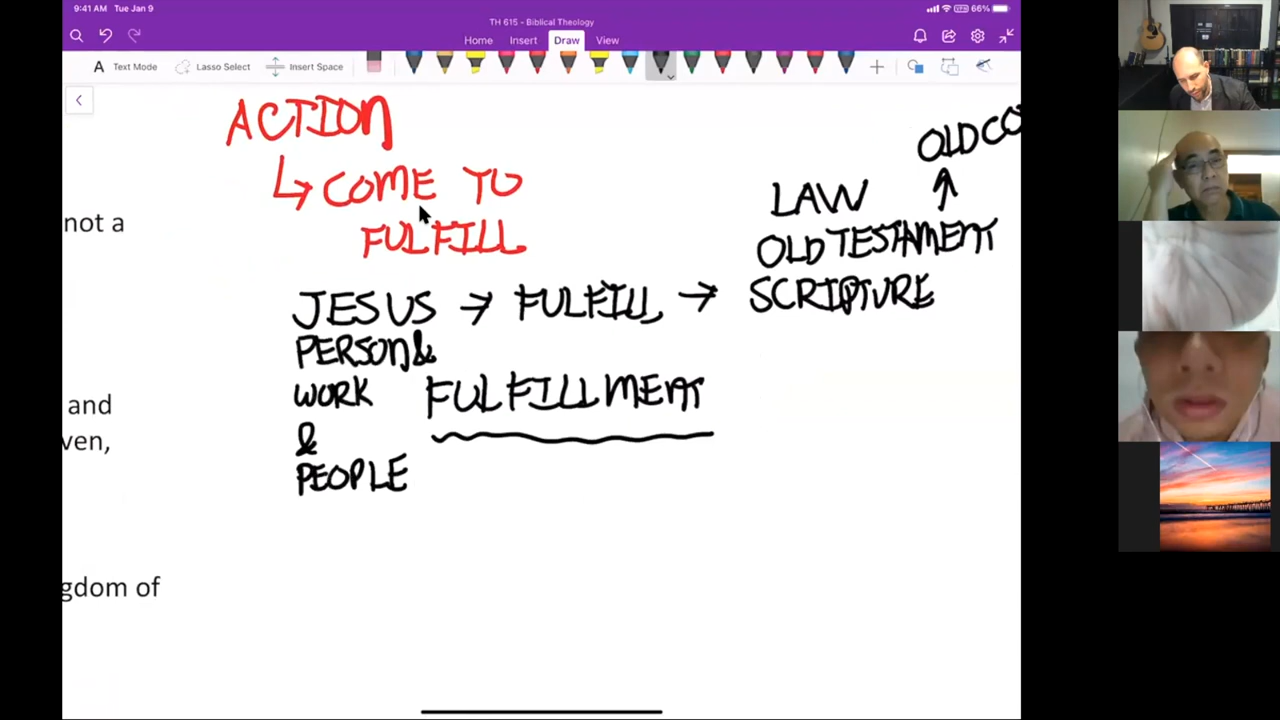 9:41 AM Tue Jan 9
66%
TH 615 - Biblical Theology
Home Insert Draw View
Text Mode Lasso Select Insert Space
ACTION
COME TO
FULFILL
not a
and
ven,
gdom of
OLD CO
LAW
OLD TESTAMENT
JESUS → FULFILL → SCRIPTURE
PERSON &
WORK FULFILLMENT
&
PEOPLE